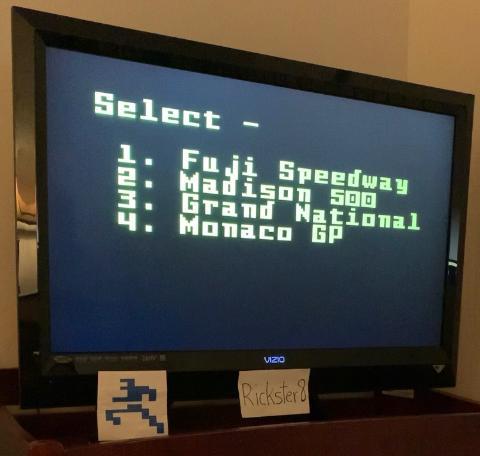 Select -
1. Fuji Speedway
2. Madison 500
3. Grand National
4. Monaco GP
VIZIO
Rickster8